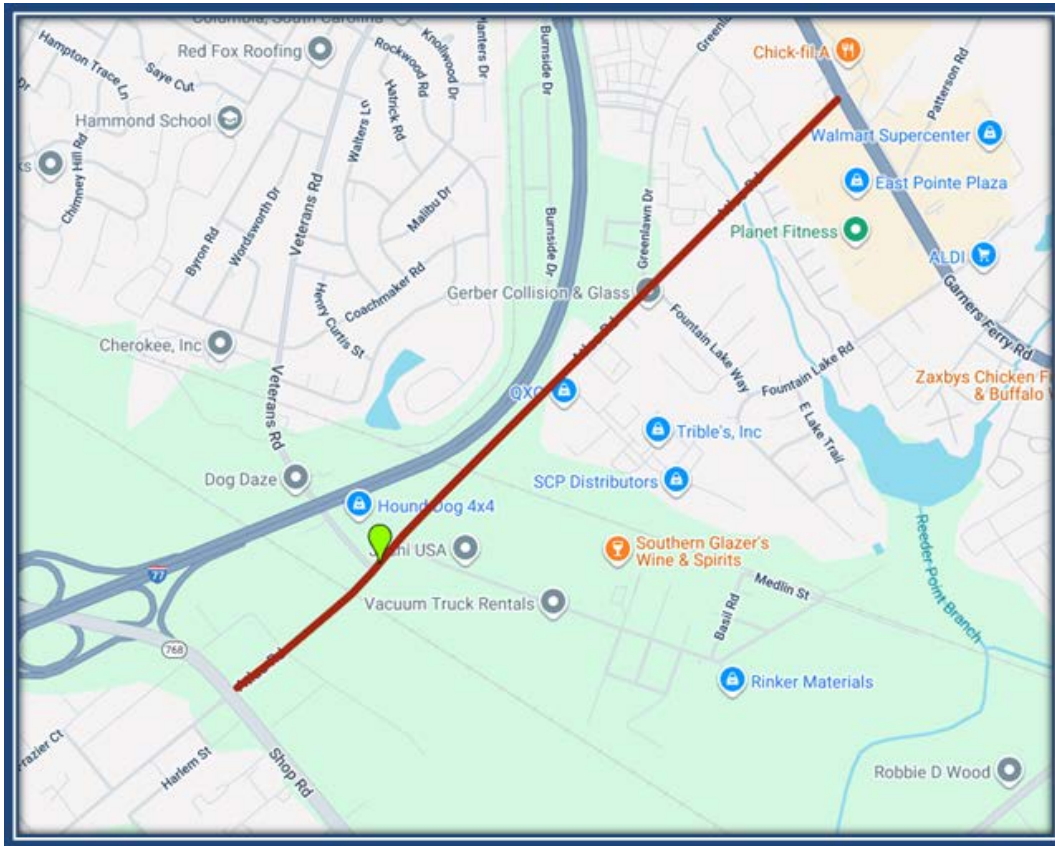 Columbia, South Carolina
Red Fox Roofing
Hampton Trace Ln
Saye Cut
Rockwood Rd
Knollwood Dr
Hatrick Rd
Walters Ln
Burnside Dr
Chick-fil-A
Patterson Rd
Hammond School
Walmart Supercenter
Chimney Hill Rd
Byron Rd
Wordsworth Dr
Veterans Rd
Malibu Dr
Burnside Dr
Greenlawn Dr
East Pointe Plaza
Planet Fitness
ALDI
Coachmaker Rd
Henry Curtis St
Gerber Collision & Glass
Garners Ferry Rd
Cherokee, Inc
Fountain Lake Way
Fountain Lake Rd
Veterans Rd
QXO
Zaxbys Chicken
& Buffalo
Trible's, Inc
E Lake Trail
Dog Daze
SCP Distributors
Hound Dog 4x4
USA
Southern Glazer's
Wine & Spirits
77
Vacuum Truck Rentals
Medlin St
Basil Rd
Reeder Point Branch
768
Rinker Materials
Shop Rd
Harlem St
Robbie D Wood